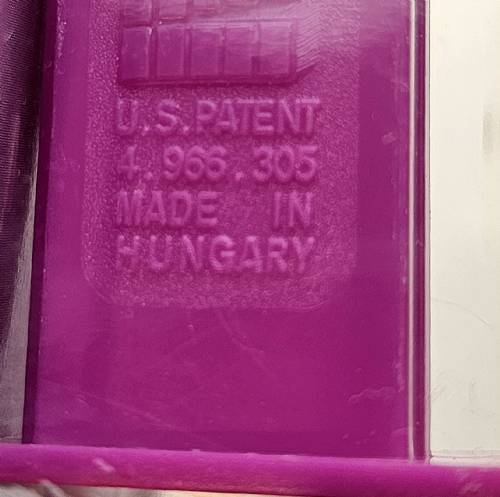 U.S.PATENT
4.966.305
MADE IN
HUNGARY